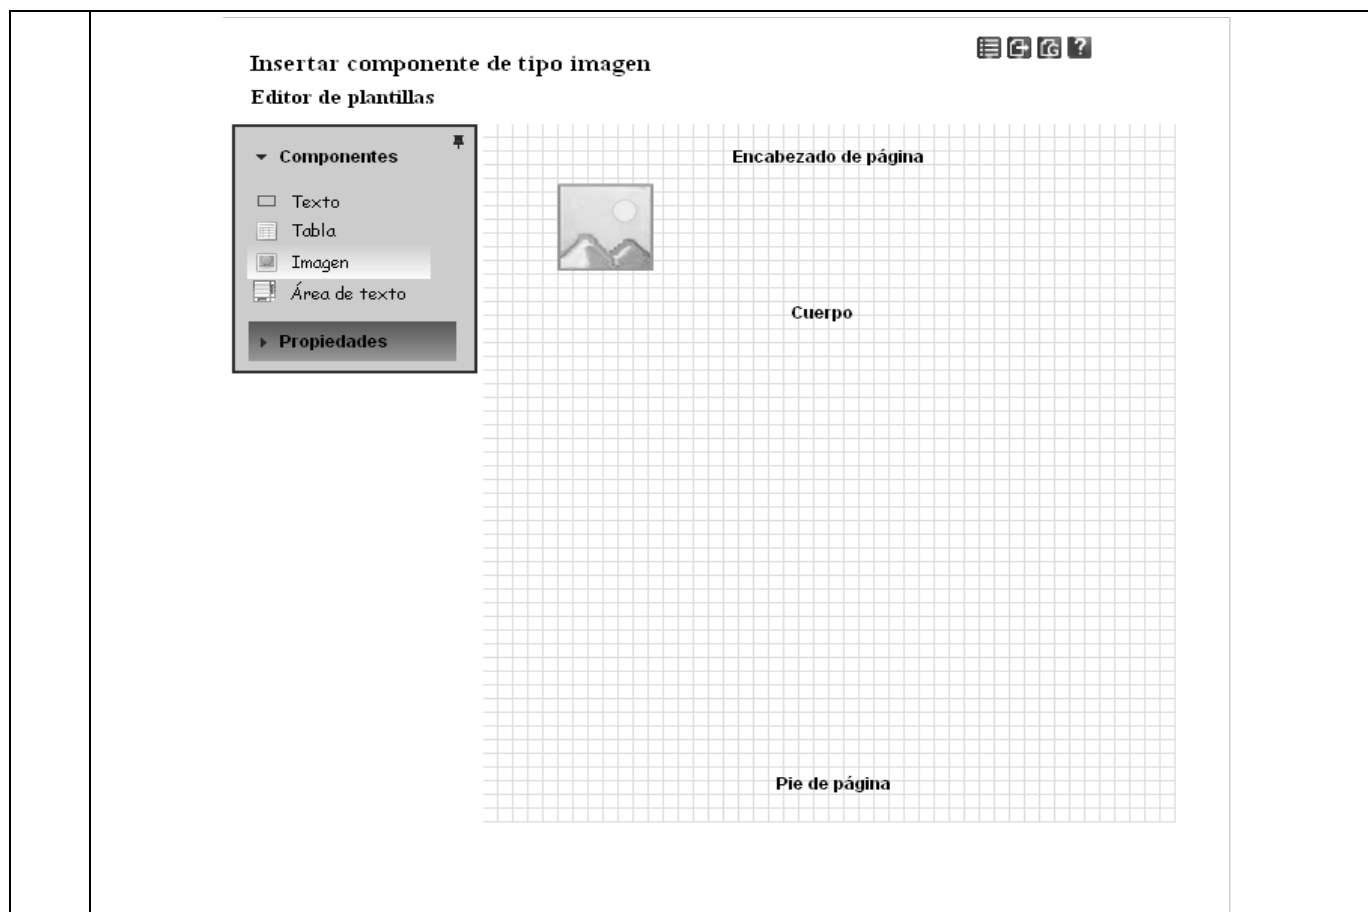 Insertar componente de tipo imagen
Editor de plantillas
Componentes
Texto
Tabla
Imagen
Área de texto
Propiedades
Encabezado de página
Cuerpo
Pie de página